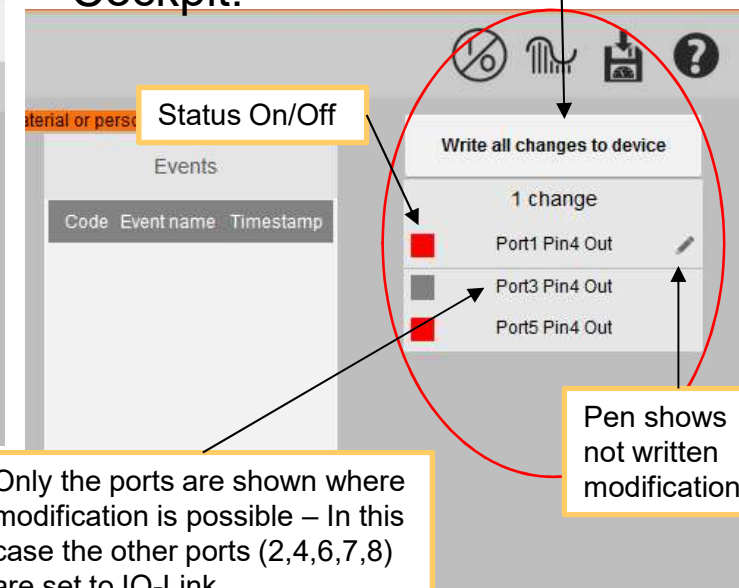 Cockpit.
aterial or perso
Status On/Off
Write all changes to device
Events
1 change
Code Event name Timestamp
Port1 Pin4 Out
Port3 Pin4 Out
Port5 Pin4 Out
Pen shows
not written
modification
Only the ports are shown where
modification is possible – In this
case the other ports (2,4,6,7,8)
are set to IO-Link